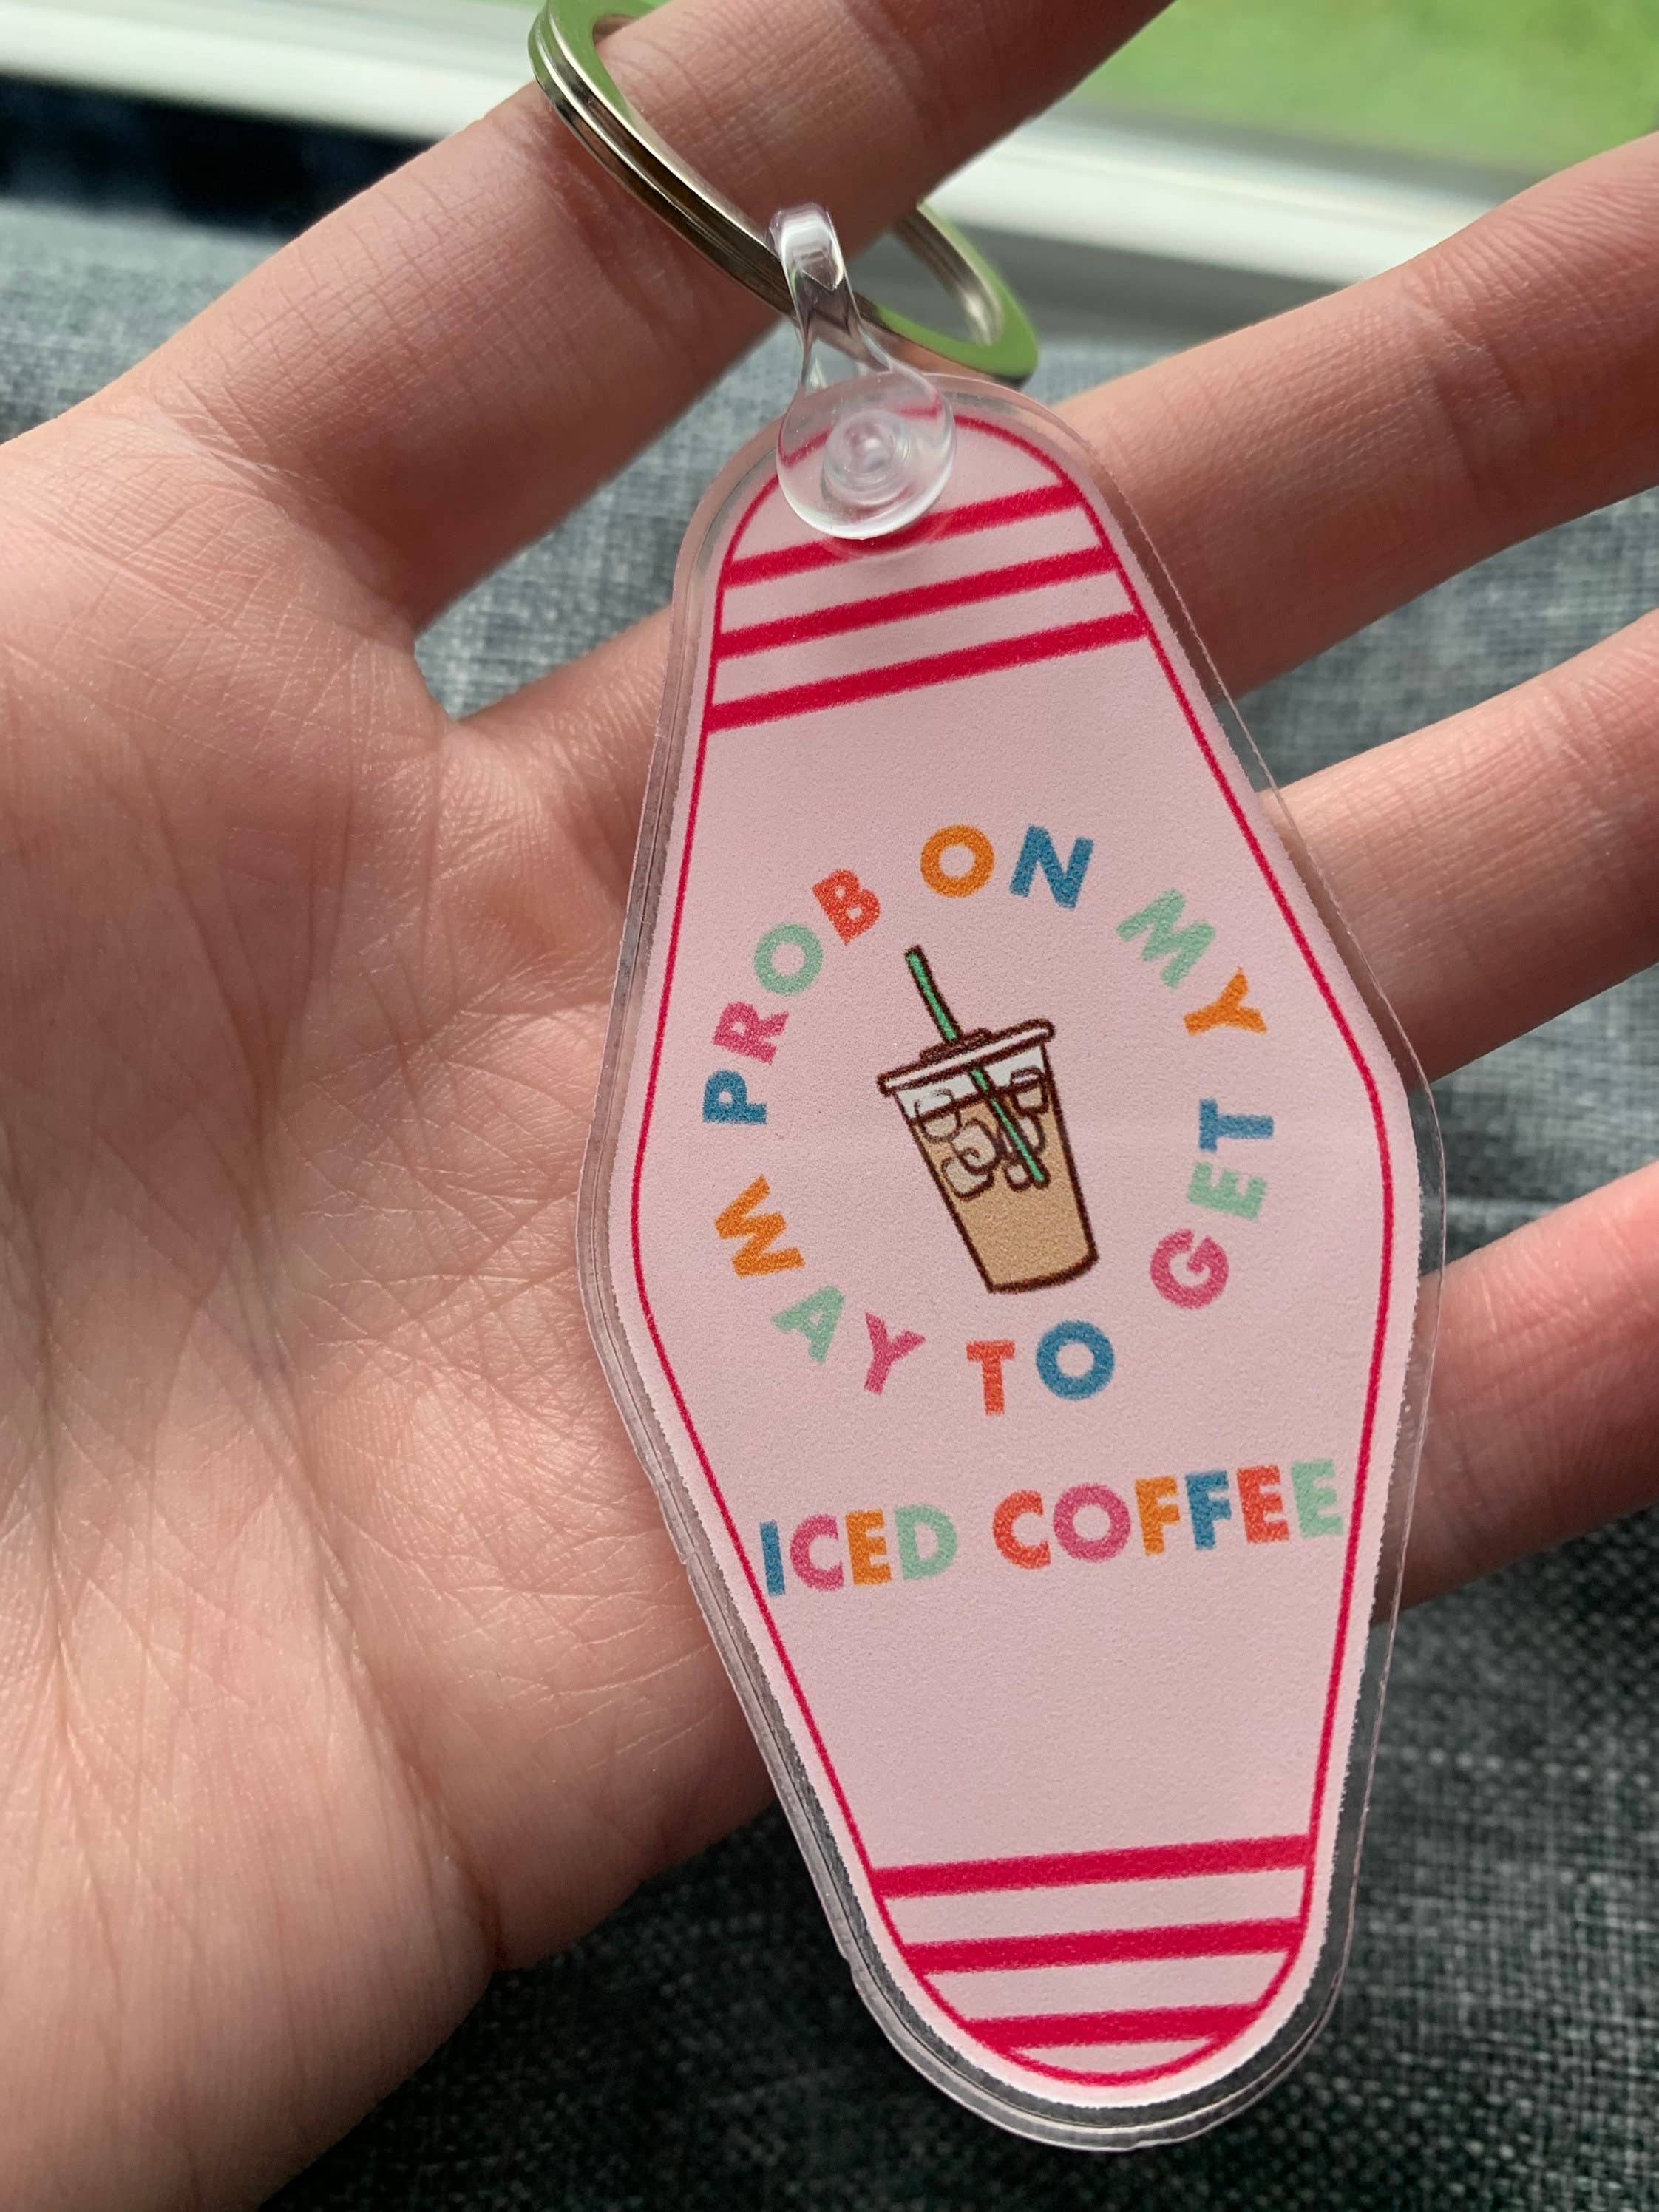 PROB ON MY
WAY TO GET
ICED COFFEE